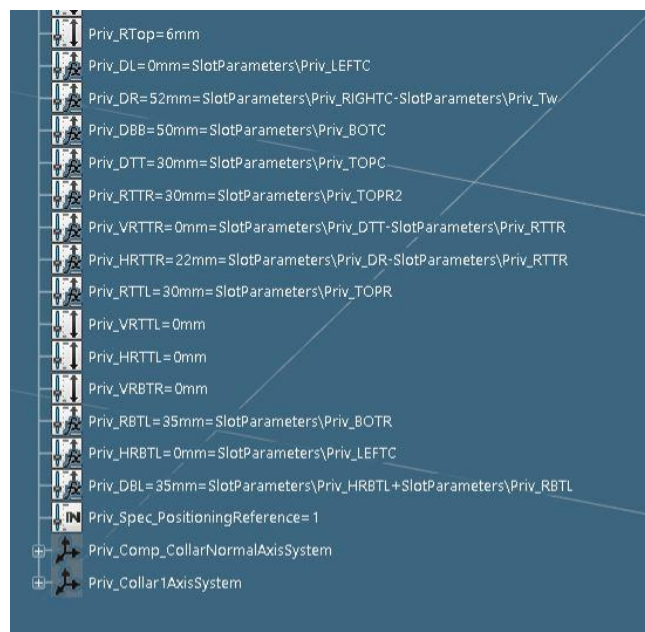 Priv_RTop=6mm
Priv_DL=0mm=SlotParameters\Priv_LEFTC
Priv_DR=52mm=SlotParameters\Priv_RIGHTC-SlotParameters\Priv_Tw
Priv_DBB=50mm=SlotParameters\Priv_BOTC
Priv_DTT=30mm=SlotParameters\Priv_TOPC
Priv_RTTR=30mm=SlotParameters\Priv_TOPR2
Priv_VRTTR=0mm=SlotParameters\Priv_DTT-SlotParameters\Priv_RTTR
Priv_HRTTR=22mm=SlotParameters\Priv_DR-SlotParameters\Priv_RTTR
Priv_RTTL=30mm=SlotParameters\Priv_TOPR
Priv_VRTTL=0mm
Priv_HRTTL=0mm
Priv_VRBTR=0mm
Priv_RBTL=35mm=SlotParameters\Priv_BOTR
Priv_HRBTL=0mm=SlotParameters\Priv_LEFTC
Priv_DBL=35mm=SlotParameters\Priv_HRBTL+SlotParameters\Priv_RBTL
IN Priv_Spec_PositioningReference=1
Priv_Comp_CollarNormalAxisSystem
Priv_Collar1AxisSystem